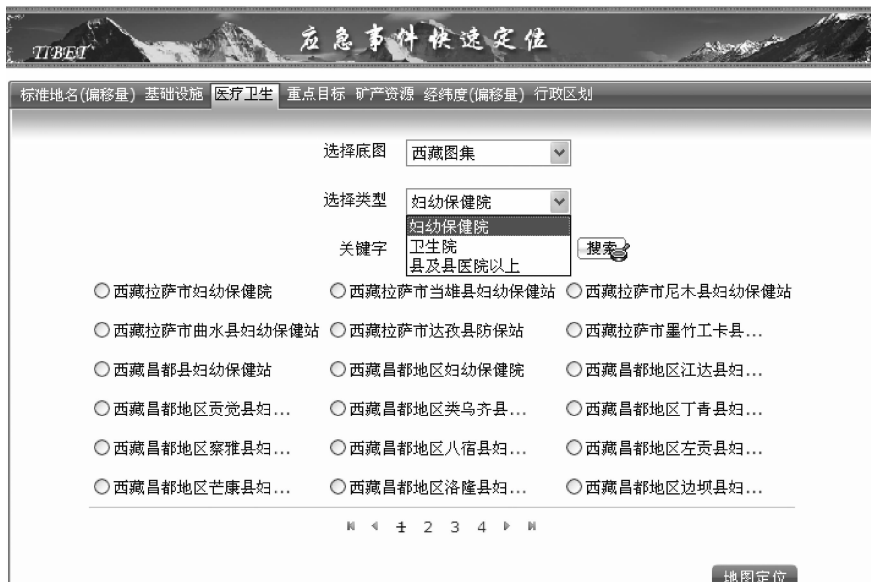 TIBET 应急事件快速定位
标准地名(偏移量) 基础设施 医疗卫生 重点目标 矿产资源 经纬度(偏移量) 行政区划
选择底图 西藏图集
选择类型 妇幼保健院
妇幼保健院
关键字 卫生院 搜索
县及县医院以上
西藏拉萨市妇幼保健院 西藏拉萨市当雄县妇幼保健站 西藏拉萨市尼木县妇幼保健站
西藏拉萨市曲水县妇幼保健站 西藏拉萨市达孜县防保站 西藏拉萨市墨竹工卡县...
西藏昌都县妇幼保健站 西藏昌都地区妇幼保健院 西藏昌都地区江达县妇...
西藏昌都地区贡觉县妇... 西藏昌都地区类乌齐县... 西藏昌都地区丁青县妇...
西藏昌都地区察雅县妇... 西藏昌都地区八宿县妇... 西藏昌都地区左贡县妇...
西藏昌都地区芒康县妇... 西藏昌都地区洛隆县妇... 西藏昌都地区边坝县妇...
1 2 3 4
地图定位